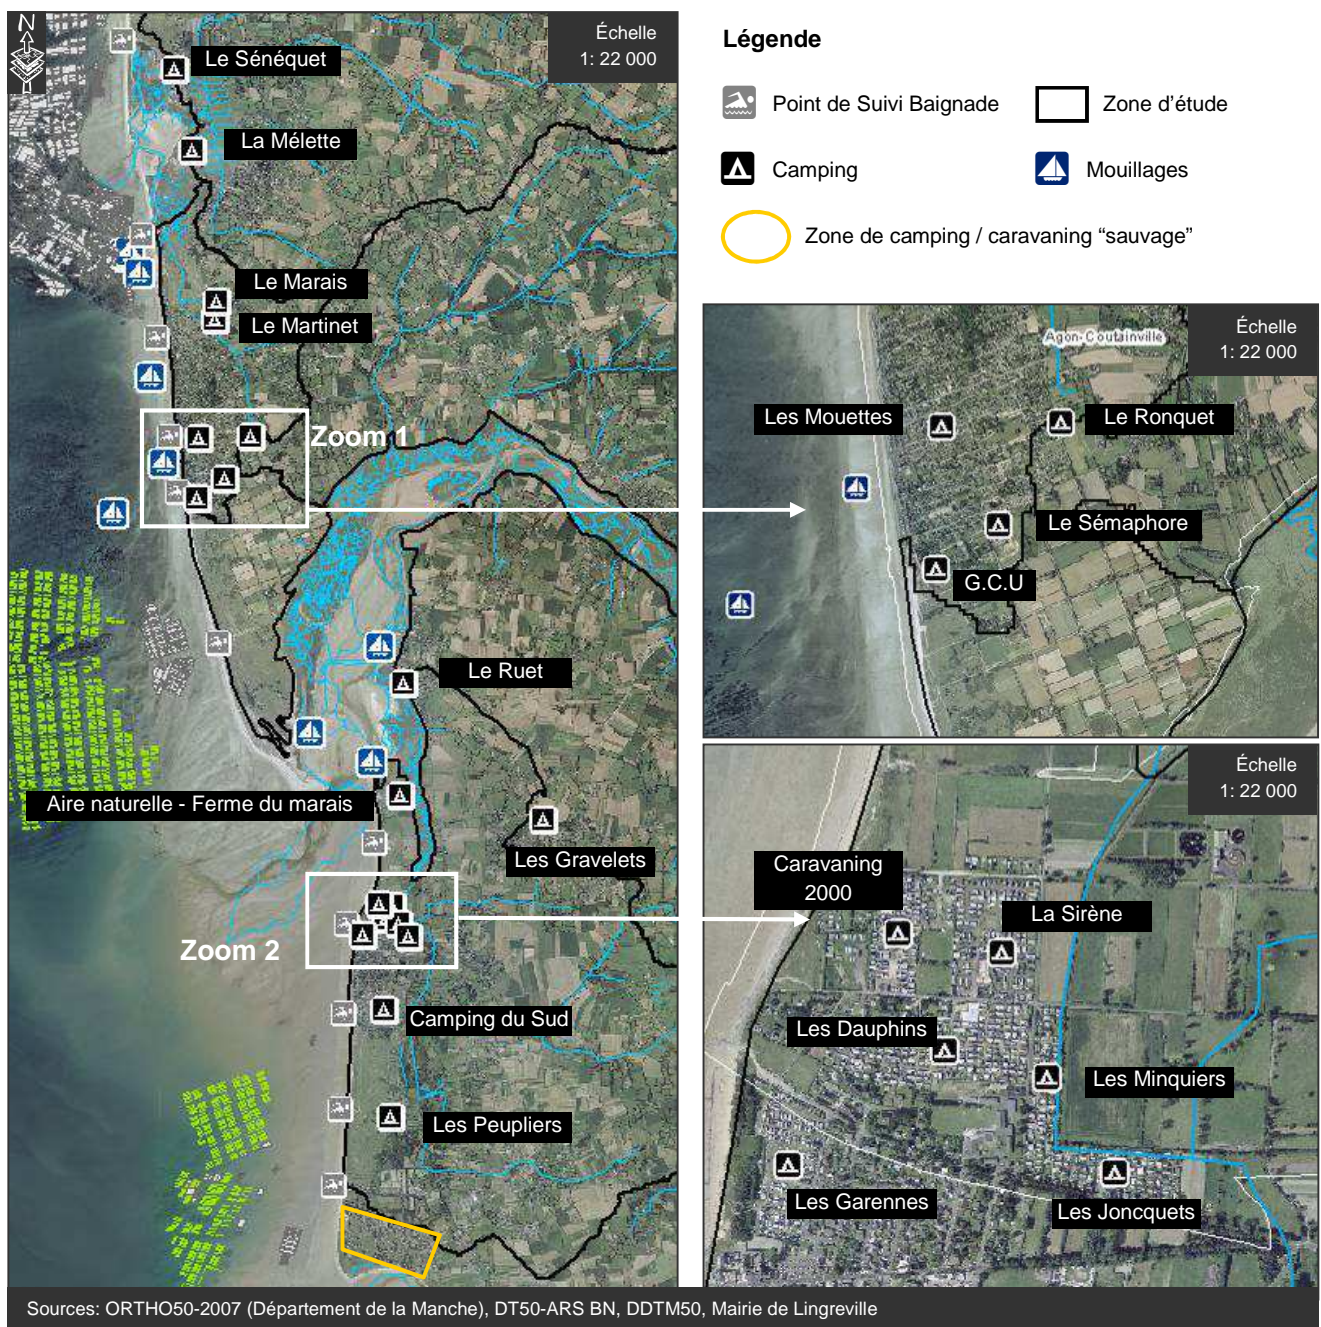 N
Échelle
1: 22 000
Le Sénéquet
La Mélette
Le Marais
Le Martinet
Zoom 1
Le Ruet
Aire naturelle - Ferme du marais
Les Gravelets
Zoom 2
Camping du Sud
Les Peupliers
Légende
Point de Suivi Baignade
Zone d'étude
Camping
Mouillages
Zone de camping / caravaning “sauvage”
Échelle
1: 22 000
Agon-Coutainville
Les Mouettes
Le Ronquet
Le Sémaphore
G.C.U
Échelle
1: 22 000
Caravaning
2000
La Sirène
Les Dauphins
Les Minquiers
Les Garennes
Les Joncquets
Sources: ORTHO50-2007 (Département de la Manche), DT50-ARS BN, DDTM50, Mairie de Lingreville